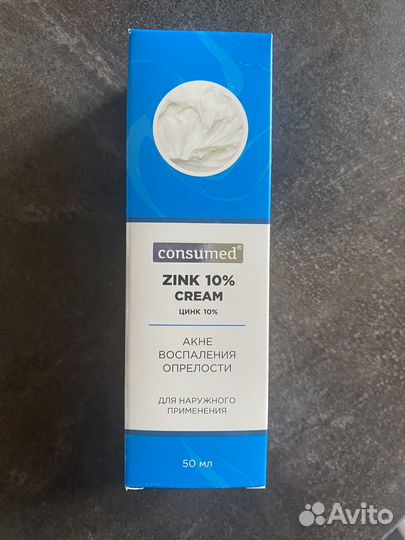 consumed®
ZINK 10%
CREAM
ЦИНК 10%
АКНЕ
ВОСПАЛЕНИЯ
ОПРЕЛОСТИ
ДЛЯ НАРУЖНОГО
ПРИМЕНЕНИЯ
50 мл
Avito